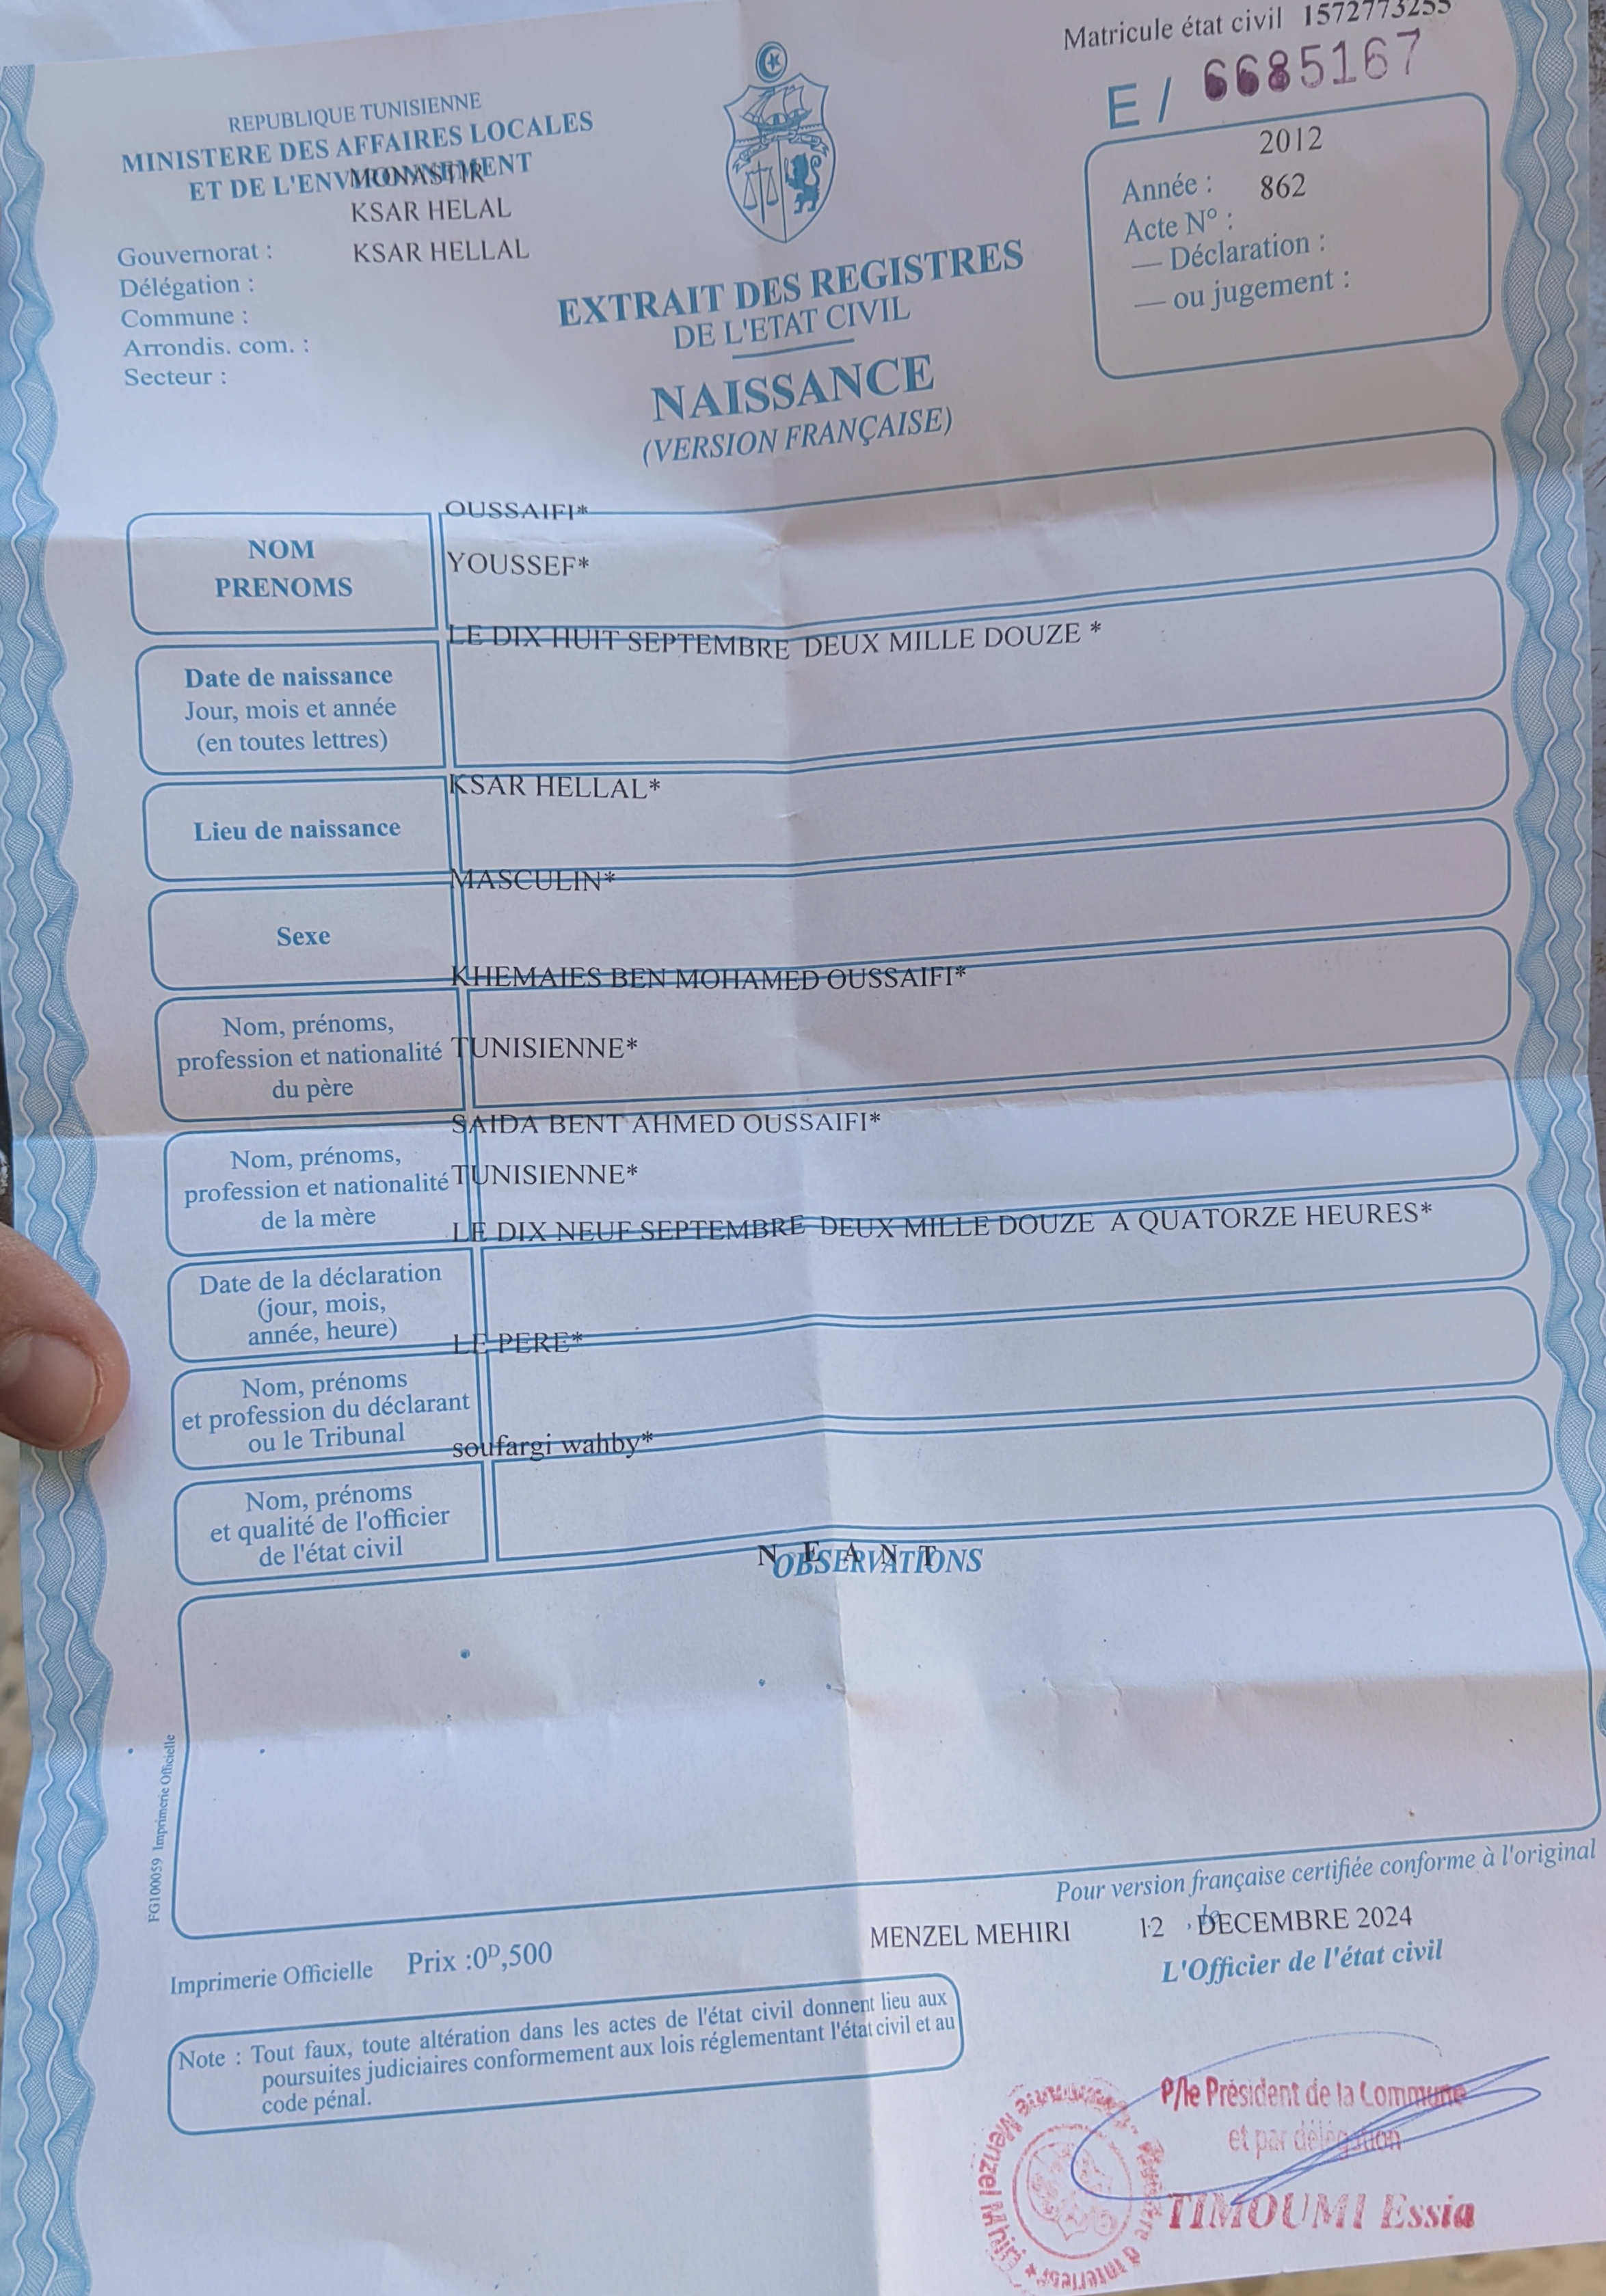 Matricule état civil 1572773255
E / 6685167
REPUBLIQUE TUNISIENNE
MINISTERE DES AFFAIRES LOCALES
ET DE L'ENVIRONNEMENT
MONASTIR
KSAR HELAL
KSAR HELLAL
Gouvernorat :
Délégation :
Commune :
Arrondis. com. :
Secteur :
2012
Année :
862
Acte N° :
— Déclaration :
— ou jugement :
EXTRAIT DES REGISTRES
DE L'ETAT CIVIL
NAISSANCE
(VERSION FRANÇAISE)
OUSSAIFI*
NOM
PRENOMS
YOUSSEF*
LE DIX HUIT SEPTEMBRE DEUX MILLE DOUZE *
Date de naissance
Jour, mois et année
(en toutes lettres)
KSAR HELLAL*
Lieu de naissance
MASCULIN*
Sexe
KHEMAIES BEN MOHAMED OUSSAIFI*
Nom, prénoms,
profession et nationalité
du père
TUNISIENNE*
SAIDA BENT AHMED OUSSAIFI*
Nom, prénoms,
profession et nationalité
de la mère
TUNISIENNE*
LE DIX NEUF SEPTEMBRE DEUX MILLE DOUZE A QUATORZE HEURES*
Date de la déclaration
(jour, mois,
année, heure)
LE PERE*
Nom, prénoms
et profession du déclarant
ou le Tribunal
soufargi wahby*
Nom, prénoms
et qualité de l'officier
de l'état civil
N E A N T
OBSERVATIONS
FG100059 Imprimerie Officielle
Pour version française certifiée conforme à l'original
MENZEL MEHIRI 12 , le DECEMBRE 2024
L'Officier de l'état civil
Imprimerie Officielle Prix :0D,500
Note : Tout faux, toute altération dans les actes de l'état civil donnent lieu aux
poursuites judiciaires conformement aux lois réglementant l'état civil et au
code pénal.
P/le Président de la Commune
et par délégation
TIMOUMI Essia